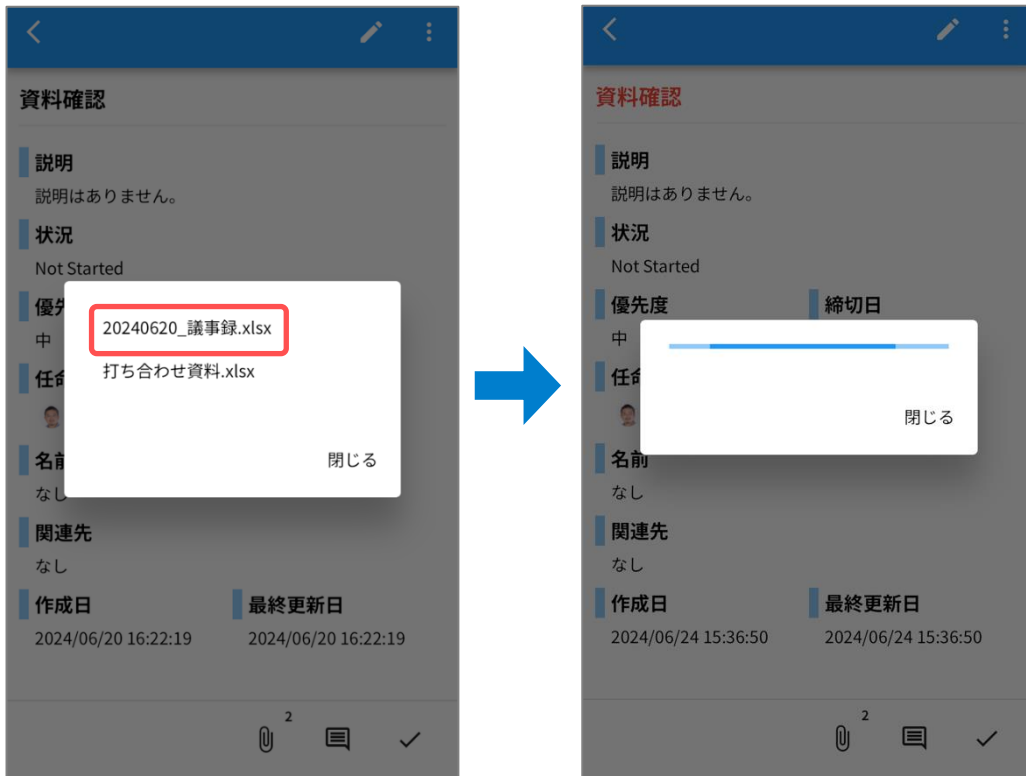 資料確認
説明
説明はありません。
状況
Not Started
優先
中
20240620_議事録.xlsx
打ち合わせ資料.xlsx
閉じる
任命
名前
なし
関連先
なし
作成日 最終更新日
2024/06/20 16:22:19 2024/06/20 16:22:19
2
資料確認
説明
説明はありません。
状況
Not Started
優先度 締切日
中
閉じる
任命
名前
なし
関連先
なし
作成日 最終更新日
2024/06/24 15:36:50 2024/06/24 15:36:50
2